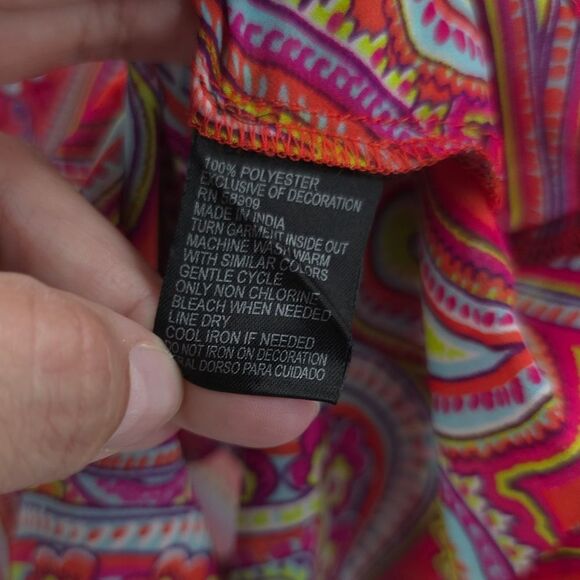 100% POLYESTER
EXCLUSIVE OF DECORATION
RN 58909
MADE IN INDIA
TURN GARMENT INSIDE OUT
MACHINE WASH WARM
WITH SIMILAR COLORS
GENTLE CYCLE
ONLY NON CHLORINE
BLEACH WHEN NEEDED
LINE DRY
COOL IRON IF NEEDED
DO NOT IRON ON DECORATION
AL DORSO PARA CUIDADO